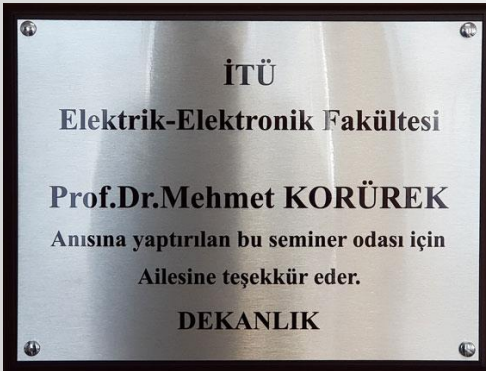 İTÜ
Elektrik-Elektronik Fakültesi
Prof.Dr.Mehmet KORÜREK
Anısına yaptırılan bu seminer odası için
Ailesine teşekkür eder.
DEKANLIK